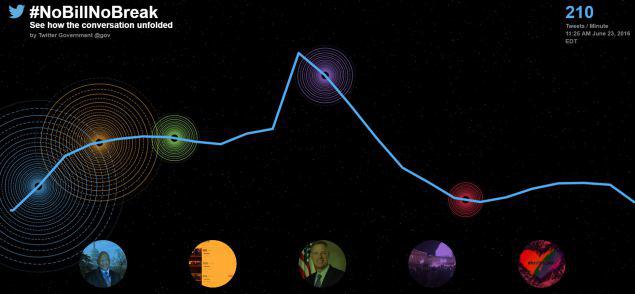 #NoBillNoBreak
See how the conversation unfolded
by Twitter Government @gov
210
Tweets / Minute
11:25 AM June 23, 2016
EDT